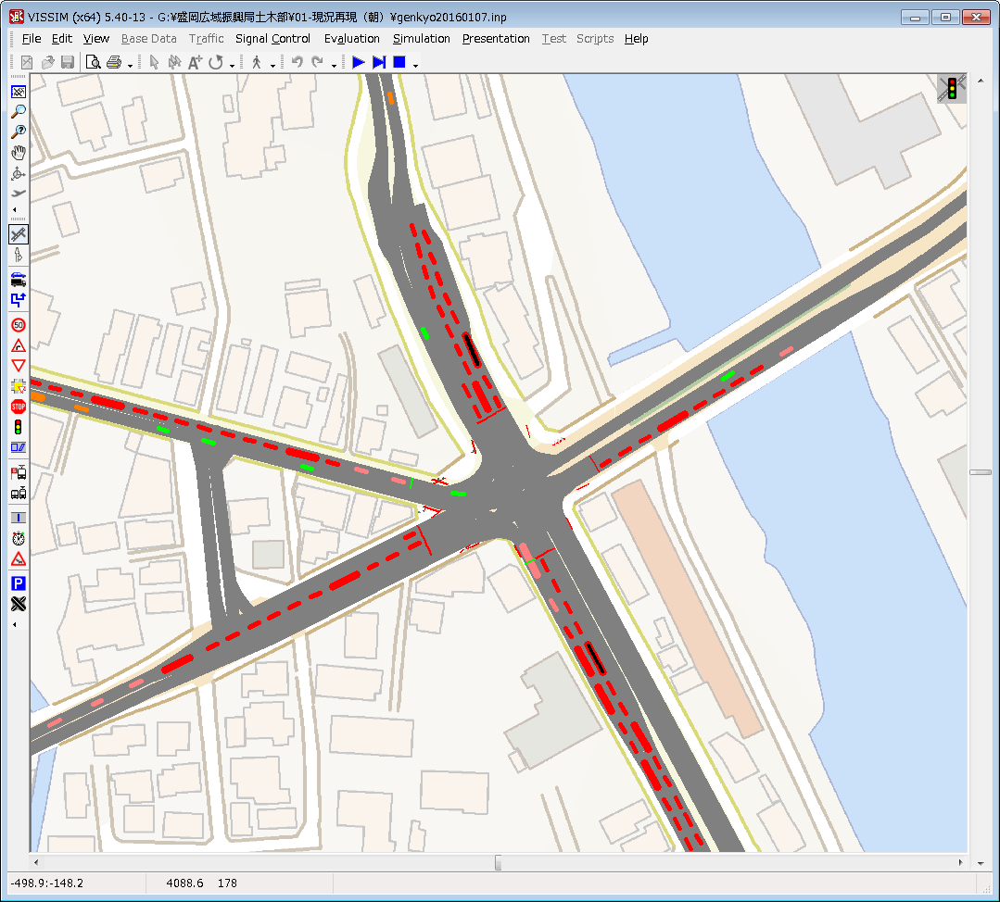 VISSIM (x64) 5.40-13 - G:¥盛岡広域振興局土木部¥01-現況再現（朝）¥genkyo20160107.inp
File Edit View Base Data Traffic Signal Control Evaluation Simulation Presentation Test Scripts Help
50
STOP
P
-498.9:-148.2 4088.6 178